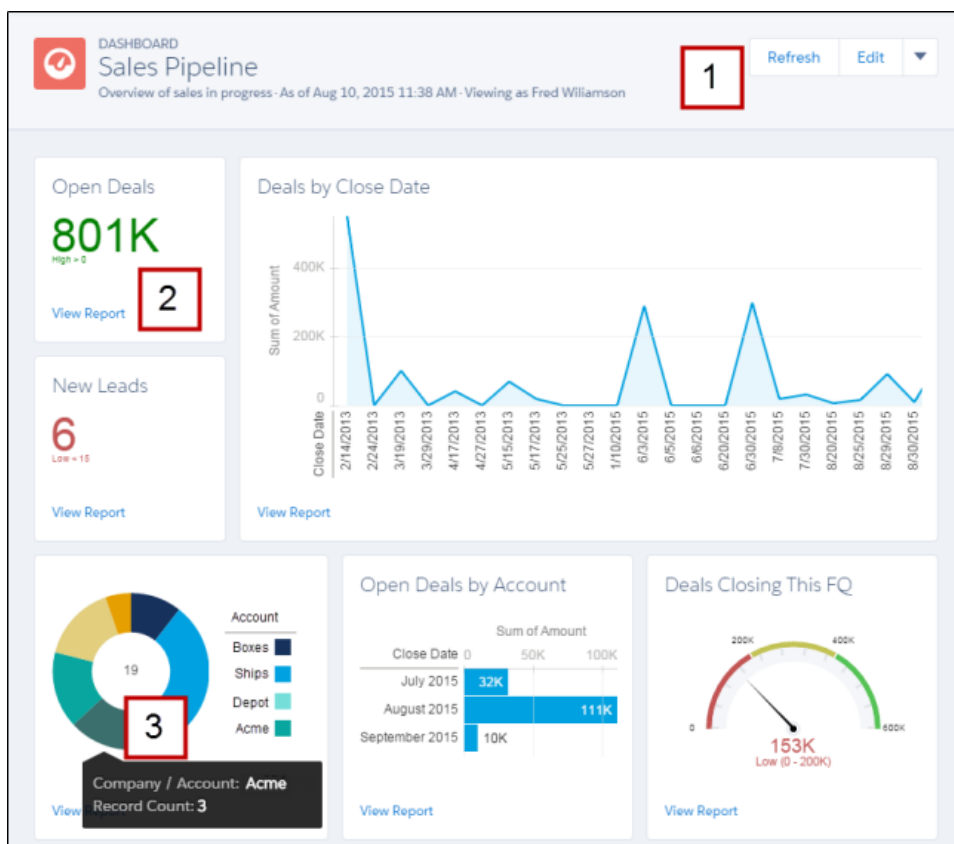 DASHBOARD
Sales Pipeline
Overview of sales in progress · As of Aug 10, 2015 11:38 AM · Viewing as Fred Wiliamson
1
Refresh
Edit
Open Deals
801K
High > 0
2
View Report
New Leads
6
Low = 15
View Report
Deals by Close Date
Sum of Amount
400K
200K
0
Close Date
2/14/2013
2/24/2013
3/19/2013
3/29/2013
4/17/2013
4/27/2013
5/15/2013
5/17/2013
5/25/2013
5/27/2013
1/10/2015
6/3/2015
6/5/2015
6/6/2015
6/20/2015
6/30/2015
7/8/2015
7/30/2015
8/20/2015
8/25/2015
8/29/2015
8/30/2015
View Report
19
Account
Boxes
Ships
Depot
Acme
3
Company / Account: Acme
Record Count: 3
View
Open Deals by Account
Sum of Amount
Close Date 0 50K 100K
July 2015 32K
August 2015 111K
September 2015 10K
View Report
Deals Closing This FQ
200K 400K
0 600K
153K
Low (0 - 200K)
View Report